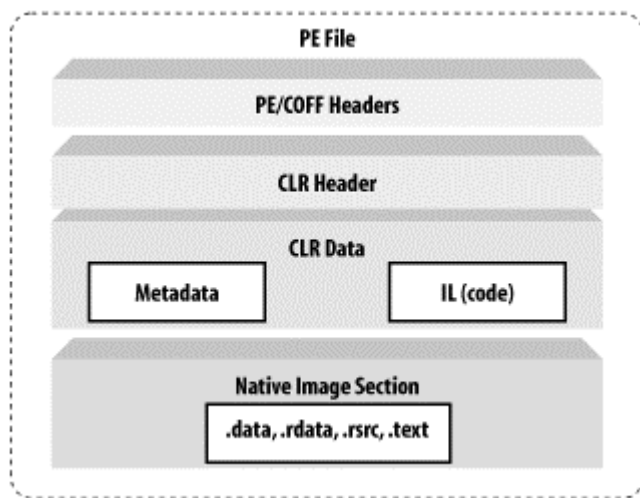 PE File
PE/COFF Headers
CLR Header
CLR Data
Metadata
IL (code)
Native Image Section
.data, .rdata, .rsrc, .text